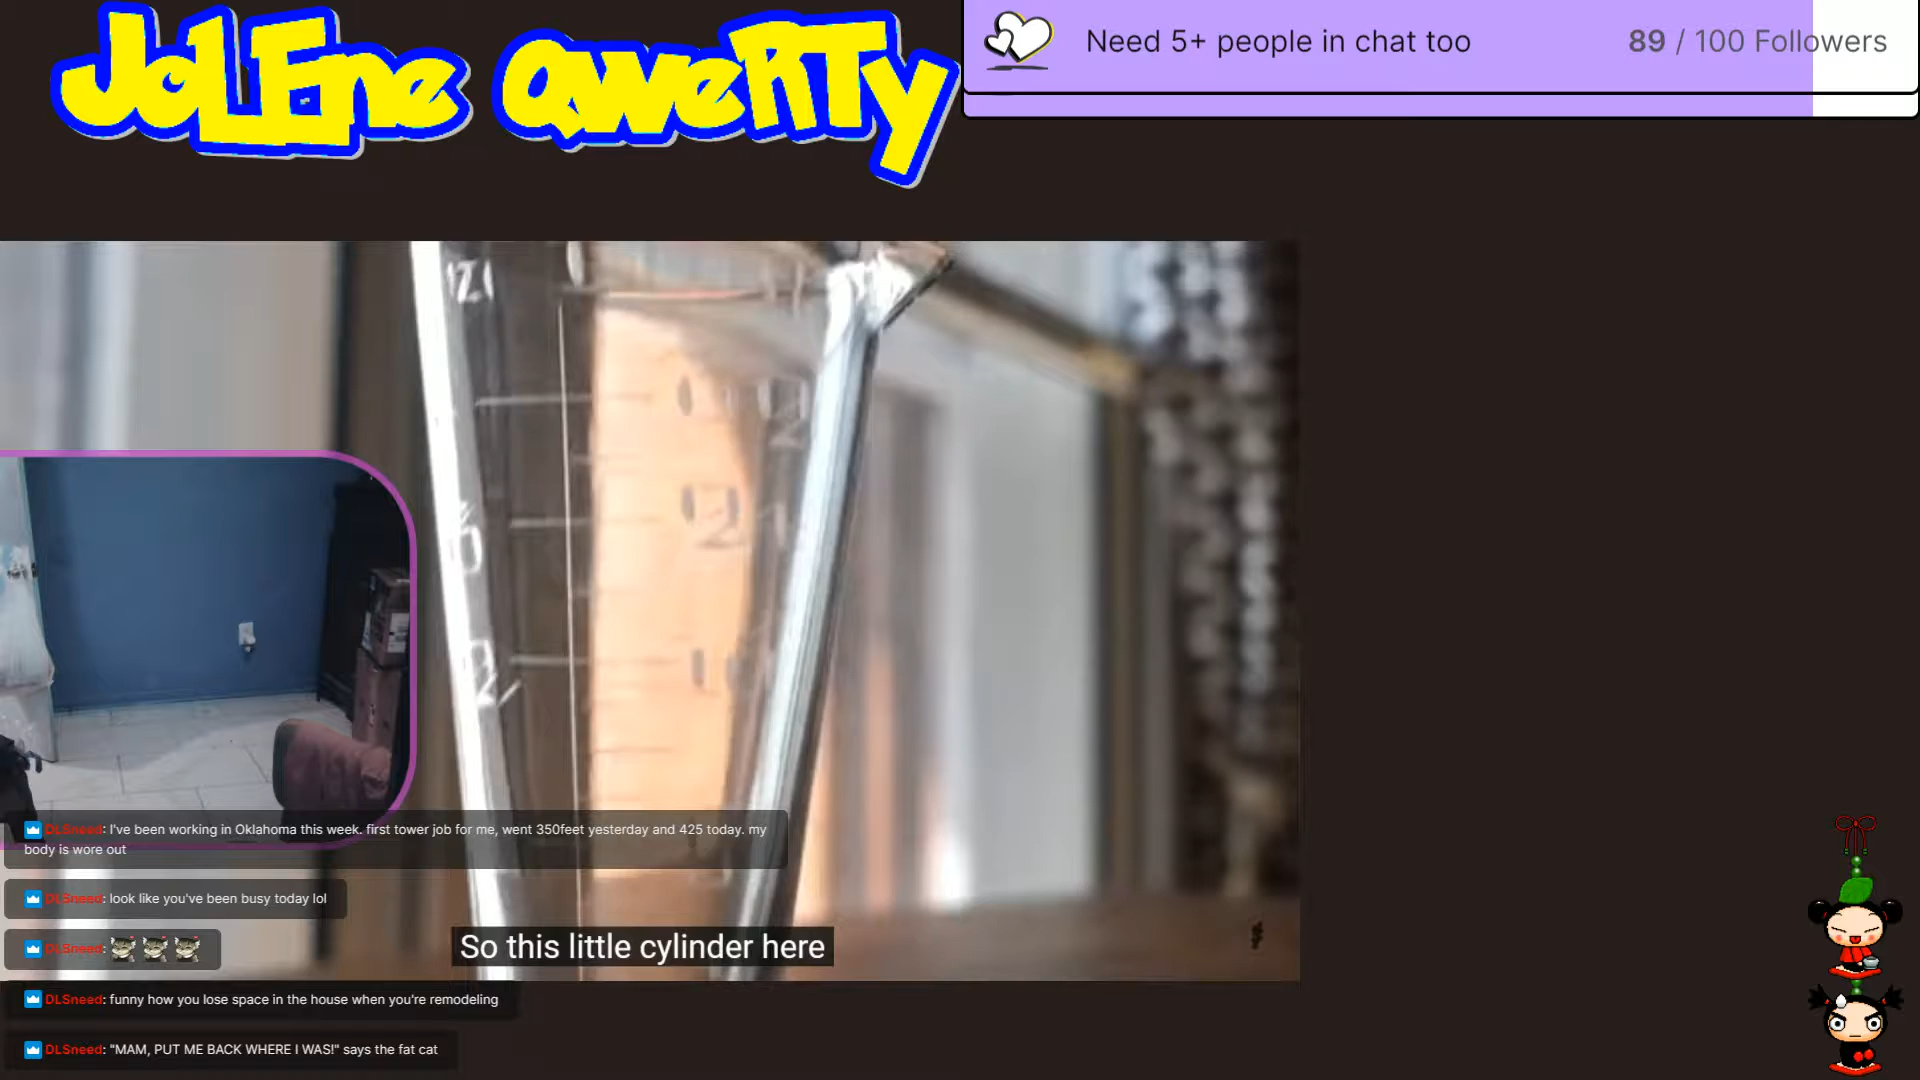 JoLEne QweRTy
Need 5+ people in chat too
89 / 100 Followers
DLSneed: I've been working in Oklahoma this week. first tower job for me, went 350feet yesterday and 425 today. my
body is wore out
DLSneed: look like you've been busy today lol
DLSneed:
So this little cylinder here
DLSneed: funny how you lose space in the house when you're remodeling
DLSneed: "MAM, PUT ME BACK WHERE I WAS!" says the fat cat